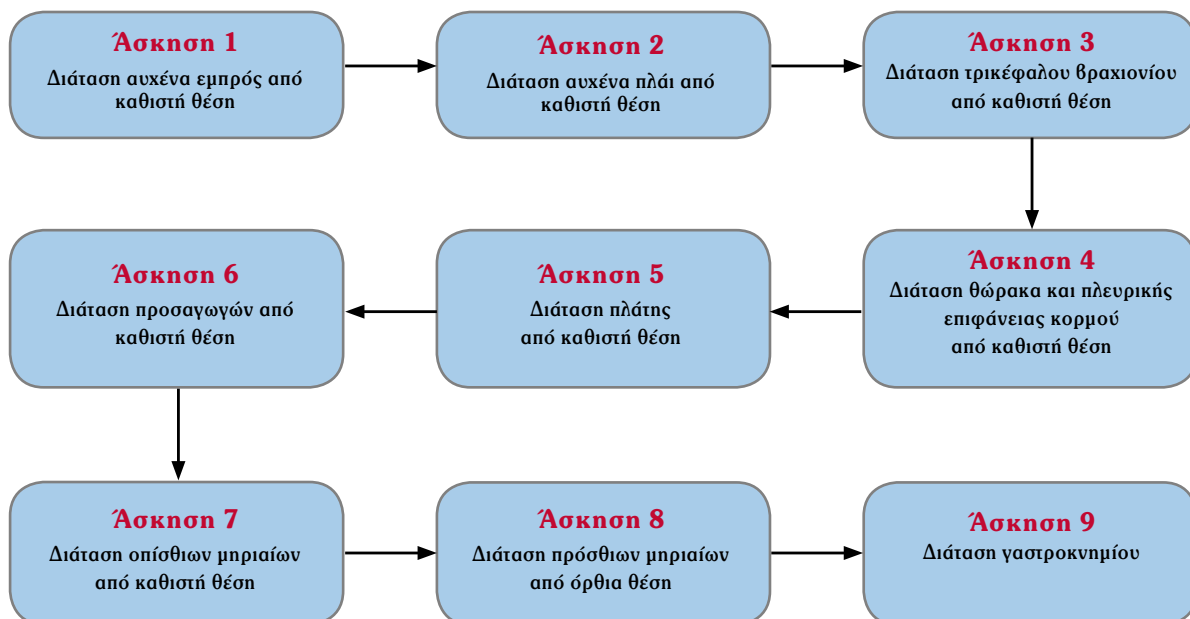 Άσκηση 1
Διάταση αυχένα εμπρός από
καθιστή θέση
Άσκηση 2
Διάταση αυχένα πλάι από
καθιστή θέση
Άσκηση 3
Διάταση τρικέφαλου βραχιονίου
από καθιστή θέση
Άσκηση 4
Διάταση θώρακα και πλευρικής
επιφάνειας κορμού
από καθιστή θέση
Άσκηση 5
Διάταση πλάτης
από καθιστή θέση
Άσκηση 6
Διάταση προσαγωγών από
καθιστή θέση
Άσκηση 7
Διάταση οπίσθιων μηριαίων
από καθιστή θέση
Άσκηση 8
Διάταση πρόσθιων μηριαίων
από όρθια θέση
Άσκηση 9
Διάταση γαστροκνημίου